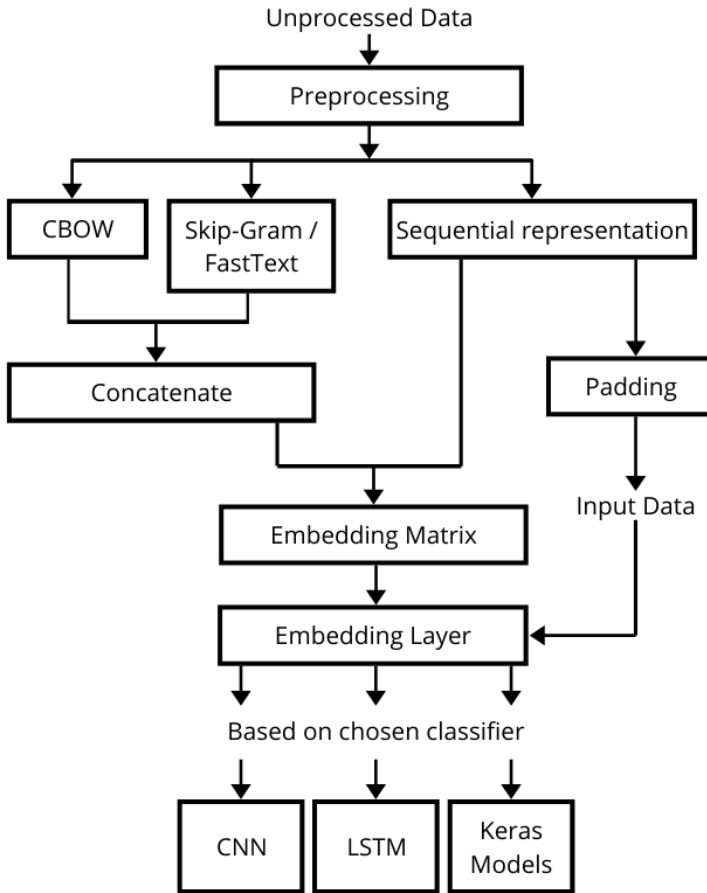 Unprocessed Data
Preprocessing
CBOW
Skip-Gram /
FastText
Sequential representation
Concatenate
Padding
Input Data
Embedding Matrix
Embedding Layer
Based on chosen classifier
CNN
LSTM
Keras
Models